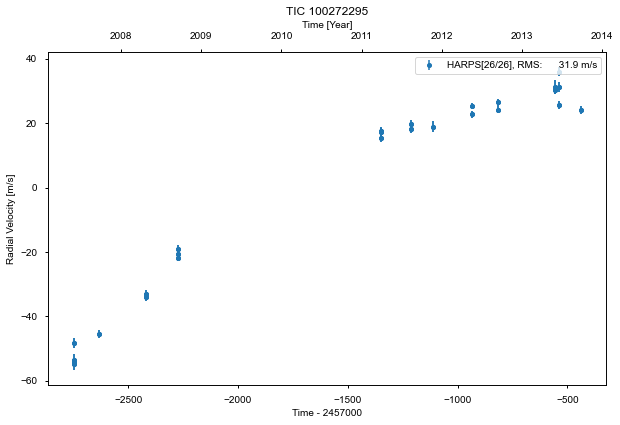 TIC 100272295
Time [Year]
2008 2009 2010 2011 2012 2013 2014
HARPS[26/26], RMS: 31.9 m/s
40
20
0
−20
−40
−60
Radial Velocity [m/s]
−2500 −2000 −1500 −1000 −500
Time - 2457000